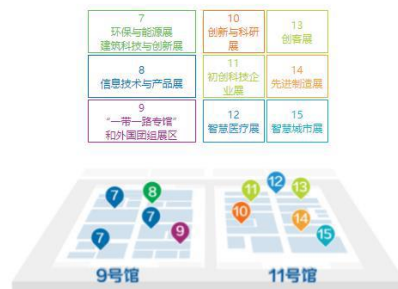 7
环保与能源展
建筑科技与创新展
10
创新与科研
展
13
创客展
8
信息技术与产品展
11
初创科技企
业展
14
先进制造展
9
“一带一路专馆”
和外国团组展区
12
智慧医疗展
15
智慧城市展
7
8
7
7
9
9号馆
11
12
13
10
14
15
11号馆